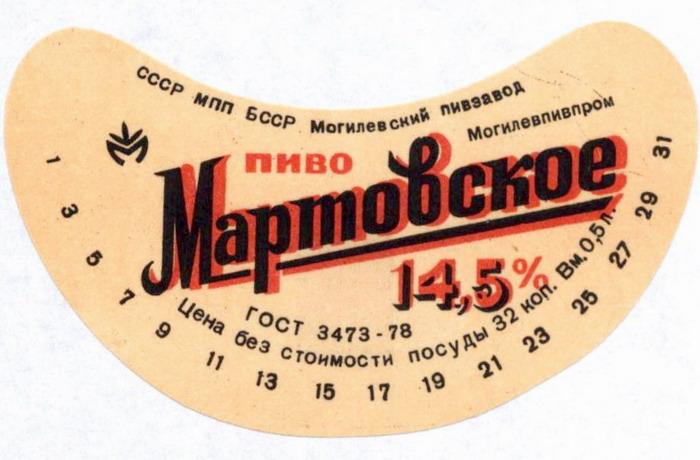 СССР МПП БССР Могилевский пивзавод
Могилевпивпром
пиво
Мартовское
14,5%
ГОСТ 3473-78
Цена без стоимости посуды 32 коп. Вм.0,5л.
1 3 5 7 9 11 13 15 17 19 21 23 25 27 29 31